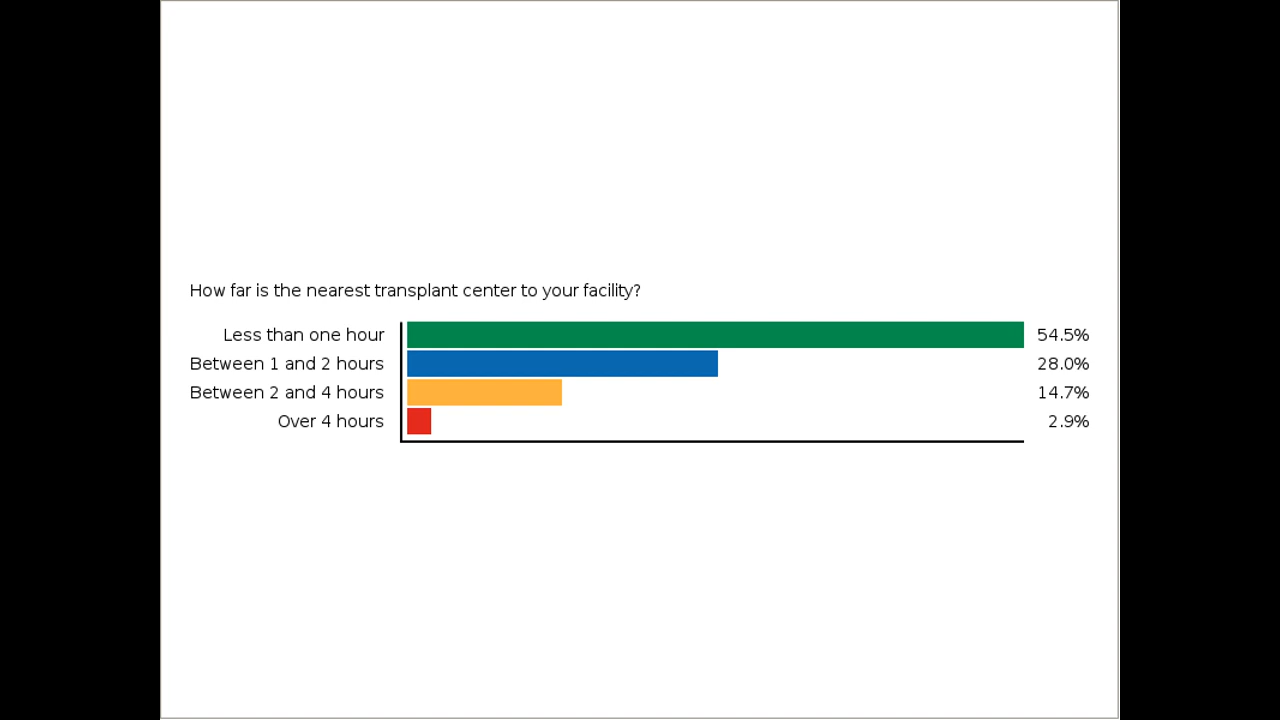 How far is the nearest transplant center to your facility?
Less than one hour 54.5%
Between 1 and 2 hours 28.0%
Between 2 and 4 hours 14.7%
Over 4 hours 2.9%